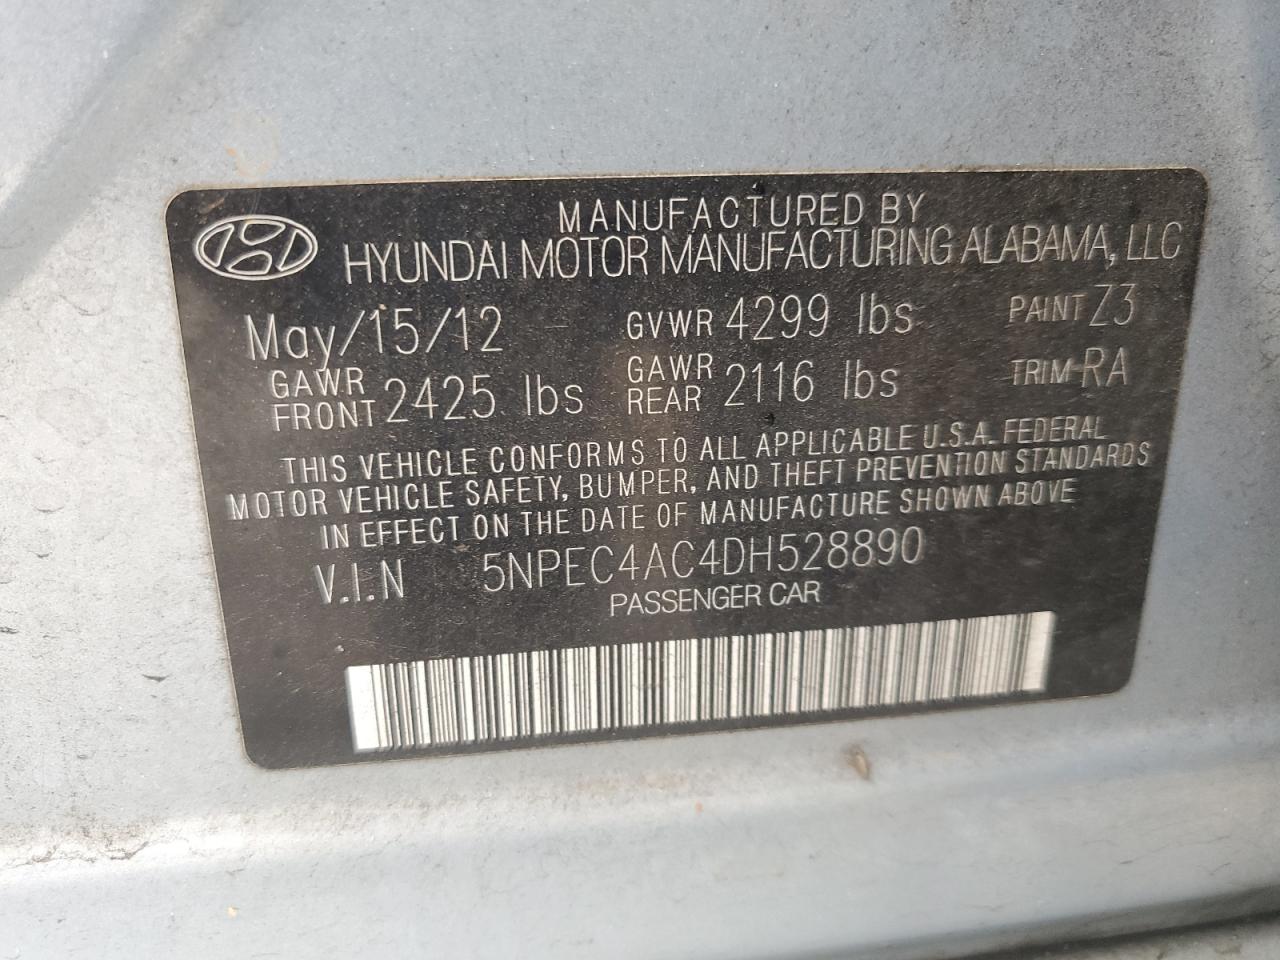 MANUFACTURED BY
HYUNDAI MOTOR MANUFACTURING ALABAMA, LLC
May/15/12 GVWR 4299 lbs PAINT Z3
GAWR FRONT 2425 lbs GAWR REAR 2116 lbs TRIM RA
THIS VEHICLE CONFORMS TO ALL APPLICABLE U.S.A. FEDERAL
MOTOR VEHICLE SAFETY, BUMPER, AND THEFT PREVENTION STANDARDS
IN EFFECT ON THE DATE OF MANUFACTURE SHOWN ABOVE
V.I.N 5NPEC4AC4DH528890
PASSENGER CAR